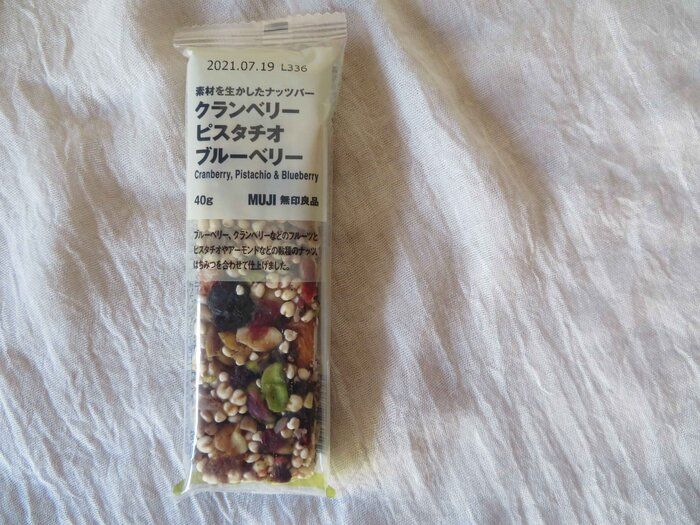 2021.07.19 L336
素材を生かしたナッツバー
クランベリー
ピスタチオ
ブルーベリー
Cranberry, Pistachio & Blueberry
40g MUJI 無印良品
ブルーベリー、クランベリーなどのフルーツと
ピスタチオやアーモンドなどの数種のナッツ、
はちみつを合わせて仕上げました。